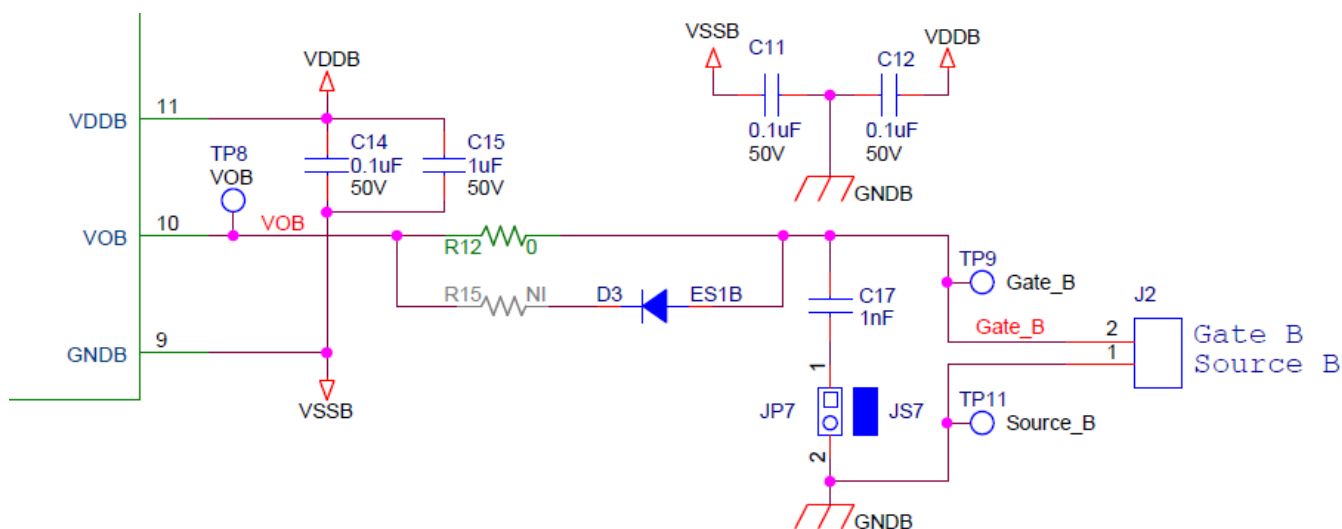 VSSB
C11
C12
VDDB
0.1uF
50V
0.1uF
50V
GNDB
VDDB
11
VDDB
C14
0.1uF
50V
C15
1uF
50V
TP8
VOB
10
VOB
VOB
R12
0
R15
NI
D3
ES1B
C17
1nF
TP9
Gate_B
J2
Gate_B
2
1
Gate B
Source B
9
GNDB
VSSB
1
JP7
JS7
2
TP11
Source_B
GNDB